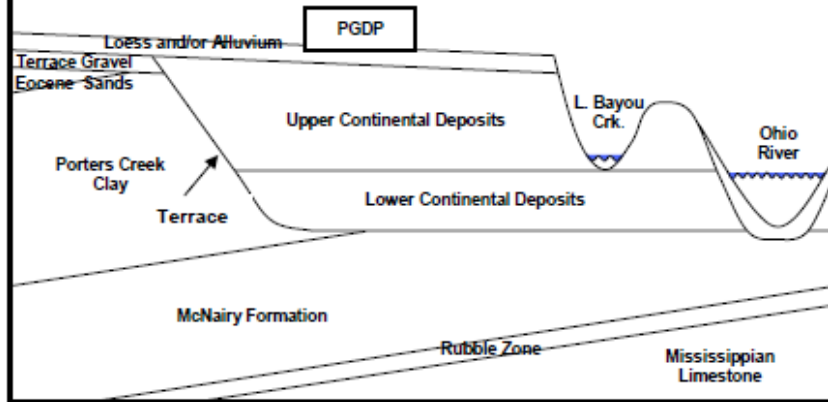 PGDP
Loess and/or Alluvium
Terrace Gravel
Eocene Sands
L. Bayou
Crk.
Upper Continental Deposits
Ohio
River
Porters Creek
Clay
Lower Continental Deposits
Terrace
McNairy Formation
Rubble Zone
Mississippian
Limestone